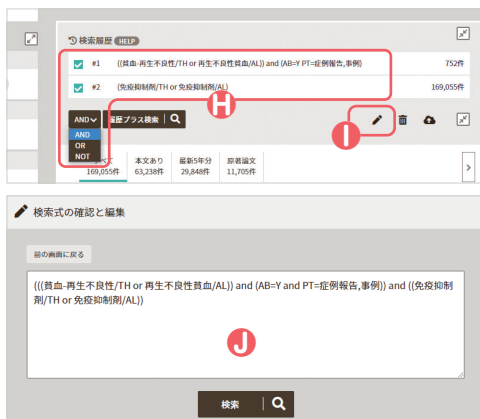 検索履歴 HELP
#1 ((貧血-再生不良性/TH or 再生不良性貧血/AL)) and (AB=Y PT=症例報告,事例) 752件
#2 (免疫抑制剤/TH or 免疫抑制剤/AL) 169,055件
H
AND 履歴プラス検索
I
AND
OR
NOT
すべて 本文あり 最新5年分 原著論文
169,055件 63,238件 29,848件 11,705件
検索式の確認と編集
前の画面に戻る
(((貧血-再生不良性/TH or 再生不良性貧血/AL)) and (AB=Y and PT=症例報告,事例)) and ((免疫抑制
剤/TH or 免疫抑制剤/AL))
J
検索